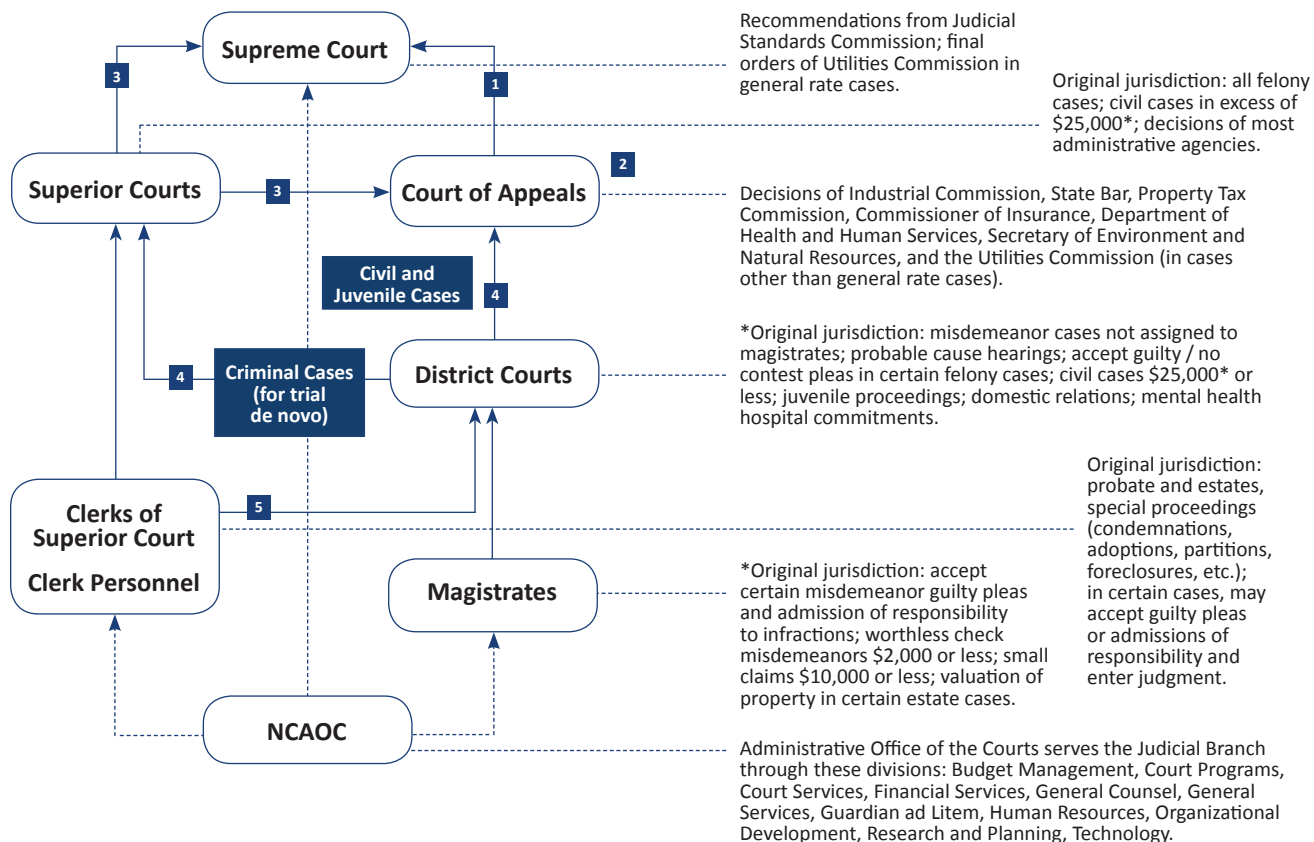 Supreme Court
Recommendations from Judicial
Standards Commission; final
orders of Utilities Commission in
general rate cases.
3
1
Original jurisdiction: all felony
cases; civil cases in excess of
$25,000*; decisions of most
administrative agencies.
Superior Courts
3
Court of Appeals
2
Decisions of Industrial Commission, State Bar, Property Tax
Commission, Commissioner of Insurance, Department of
Health and Human Services, Secretary of Environment and
Natural Resources, and the Utilities Commission (in cases
other than general rate cases).
Civil and
Juvenile Cases
4
4
Criminal Cases
(for trial
de novo)
District Courts
*Original jurisdiction: misdemeanor cases not assigned to
magistrates; probable cause hearings; accept guilty / no
contest pleas in certain felony cases; civil cases $25,000* or
less; juvenile proceedings; domestic relations; mental health
hospital commitments.
Clerks of
Superior Court
Clerk Personnel
5
Original jurisdiction:
probate and estates,
special proceedings
(condemnations,
adoptions, partitions,
foreclosures, etc.);
in certain cases, may
accept guilty pleas
or admissions of
responsibility and
enter judgment.
Magistrates
*Original jurisdiction: accept
certain misdemeanor guilty pleas
and admission of responsibility
to infractions; worthless check
misdemeanors $2,000 or less; small
claims $10,000 or less; valuation of
property in certain estate cases.
NCAOC
Administrative Office of the Courts serves the Judicial Branch
through these divisions: Budget Management, Court Programs,
Court Services, Financial Services, General Counsel, General
Services, Guardian ad Litem, Human Resources, Organizational
Development, Research and Planning, Technology.